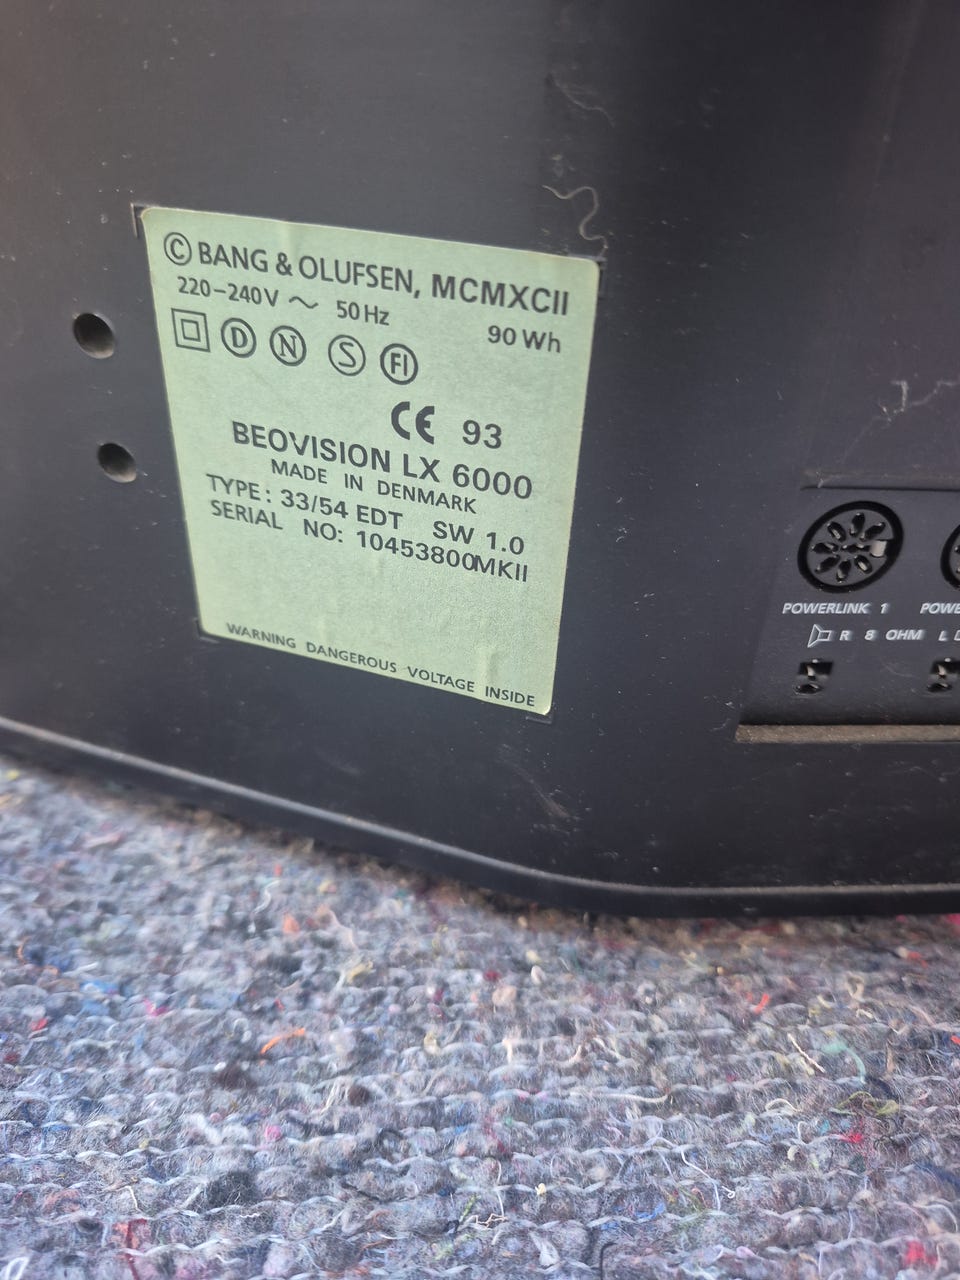 © BANG & OLUFSEN, MCMXCII
220–240V ~ 50 Hz 90 Wh
D N S FI
CE 93
BEOVISION LX 6000
MADE IN DENMARK
TYPE: 33/54 EDT SW 1.0
SERIAL NO: 10453800MKII
WARNING DANGEROUS VOLTAGE INSIDE
POWERLINK 1
R 8 OHM L